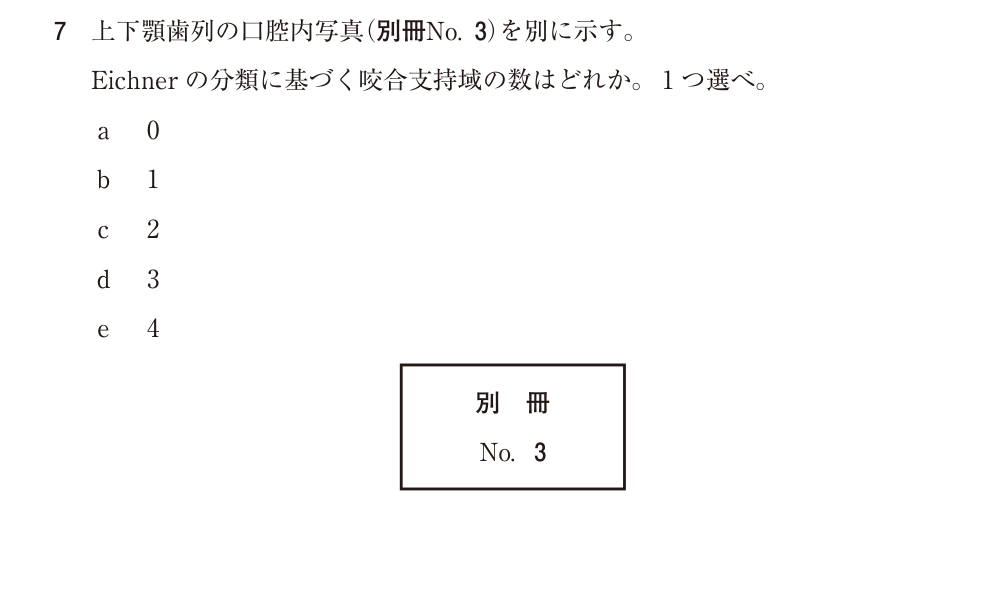 7 上下顎歯列の口腔内写真(別冊No. 3)を別に示す。
Eichner の分類に基づく咬合支持域の数はどれか。1つ選べ。
a 0
b 1
c 2
d 3
e 4
別 冊
No. 3